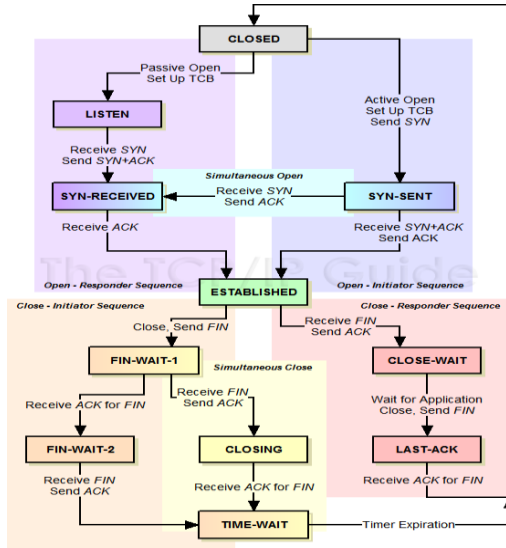 CLOSED
Passive Open
Set Up TCB
LISTEN
Active Open
Set Up TCB
Send SYN
Receive SYN
Send SYN+ACK
Simultaneous Open
SYN-RECEIVED
Receive SYN
Send ACK
SYN-SENT
Receive ACK
Receive SYN+ACK
Send ACK
The TCP/IP Guide
Open - Responder Sequence
ESTABLISHED
Open - Initiator Sequence
Close - Initiator Sequence
Close - Responder Sequence
Close, Send FIN
Receive FIN
Send ACK
FIN-WAIT-1
Simultaneous Close
CLOSE-WAIT
Receive ACK for FIN
Receive FIN
Send ACK
Wait for Application
Close, Send FIN
FIN-WAIT-2
CLOSING
LAST-ACK
Receive FIN
Send ACK
Receive ACK for FIN
Receive ACK for FIN
TIME-WAIT
Timer Expiration